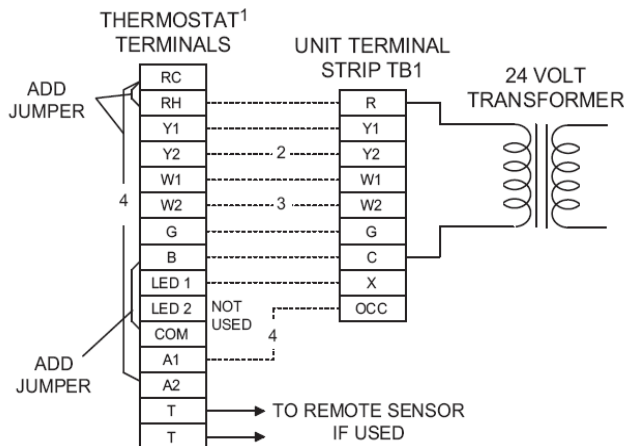 THERMOSTAT1
TERMINALS
UNIT TERMINAL
STRIP TB1
24 VOLT
TRANSFORMER
ADD
JUMPER
RC
RH
R
Y1
Y1
Y2
2
Y2
W1
W1
4
W2
3
W2
G
G
B
C
LED 1
X
LED 2
NOT
USED
OCC
COM
4
A1
ADD
JUMPER
A2
T
TO REMOTE SENSOR
IF USED
T